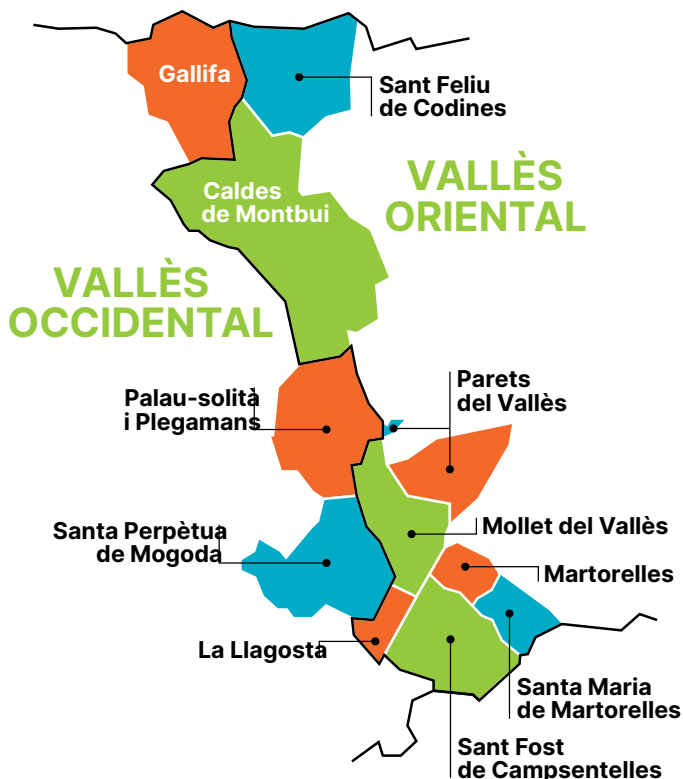 Gallifa
Sant Feliu
de Codines
VALLÈS
ORIENTAL
Caldes
de Montbui
VALLÈS
OCCIDENTAL
Palau-solità
i Plegamans
Parets
del Vallès
Santa Perpètua
de Mogoda
Mollet del Vallès
Martorelles
La Llagosta
Santa Maria
de Martorelles
Sant Fost
de Campsentelles